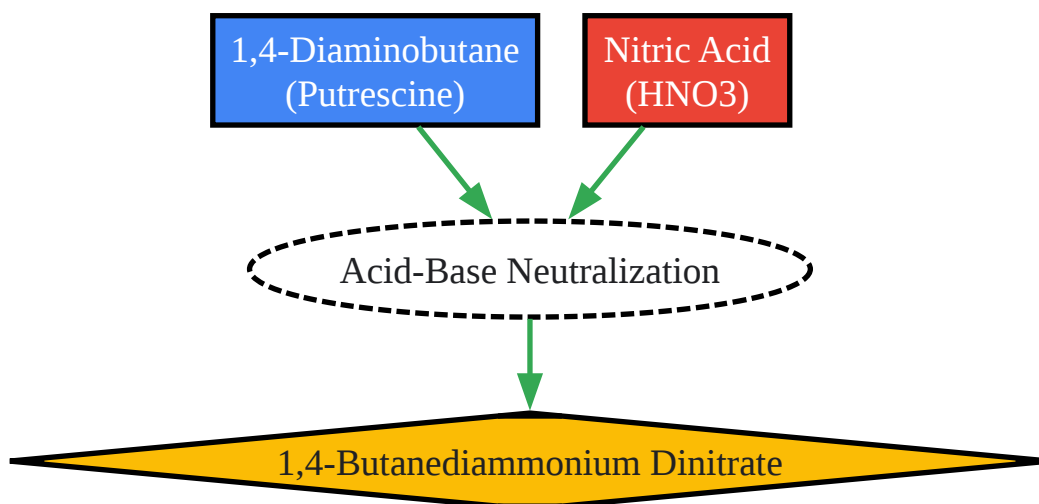 1,4-Diaminobutane
(Putrescine)
Nitric Acid
(HNO3)
Acid-Base Neutralization
1,4-Butanediammonium Dinitrate